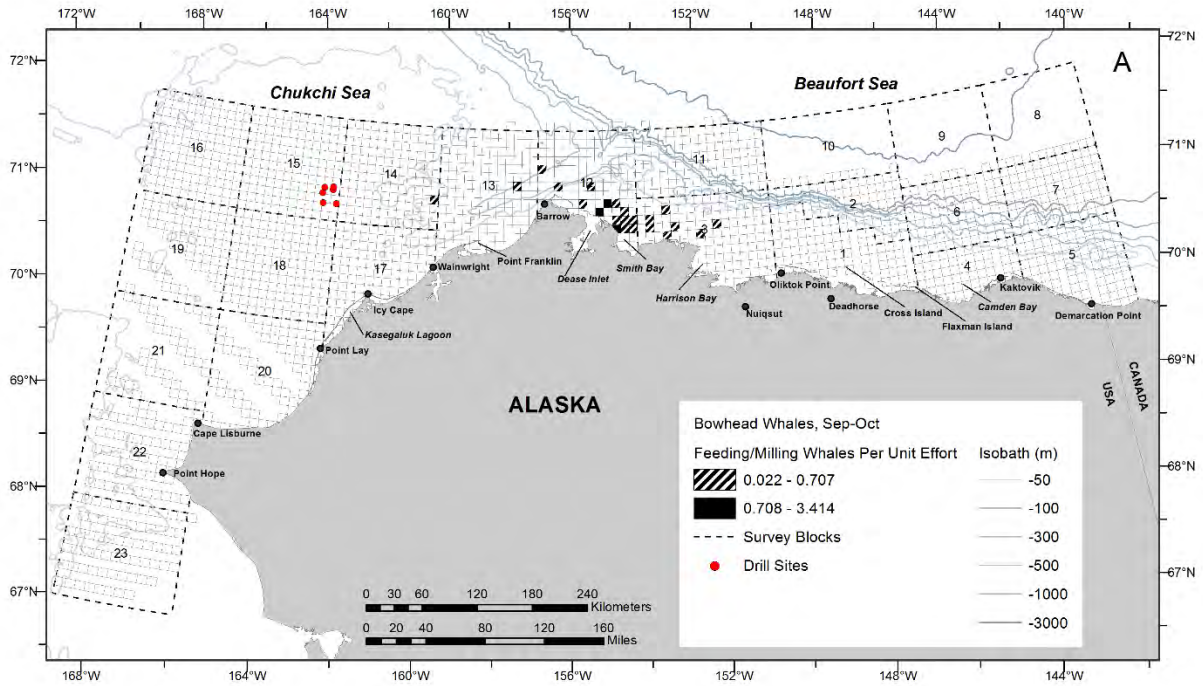 172°W 168°W 164°W 160°W 156°W 152°W 148°W 144°W 140°W
72°N 72°N
A
Chukchi Sea Beaufort Sea
71°N 71°N
70°N 70°N
69°N 69°N
68°N 68°N
67°N 67°N
8
9
10
11
16
15
14
13
12
7
2
6
3
19
18
17
1
4
5
21
20
22
23
Barrow
Wainwright
Point Franklin
Dease Inlet
Smith Bay
Harrison Bay
Oliktok Point
Nuiqsut
Deadhorse
Cross Island
Flaxman Island
Camden Bay
Kaktovik
Demarcation Point
Icy Cape
Kasegaluk Lagoon
Point Lay
Cape Lisburne
Point Hope
ALASKA
CANADA
USA
Bowhead Whales, Sep-Oct
Feeding/Milling Whales Per Unit Effort
0.022 - 0.707
0.708 - 3.414
Survey Blocks
Drill Sites
Isobath (m)
-50
-100
-300
-500
-1000
-3000
0 30 60 120 180 240
Kilometers
0 20 40 80 120 160
Miles
168°W 164°W 160°W 156°W 152°W 148°W 144°W